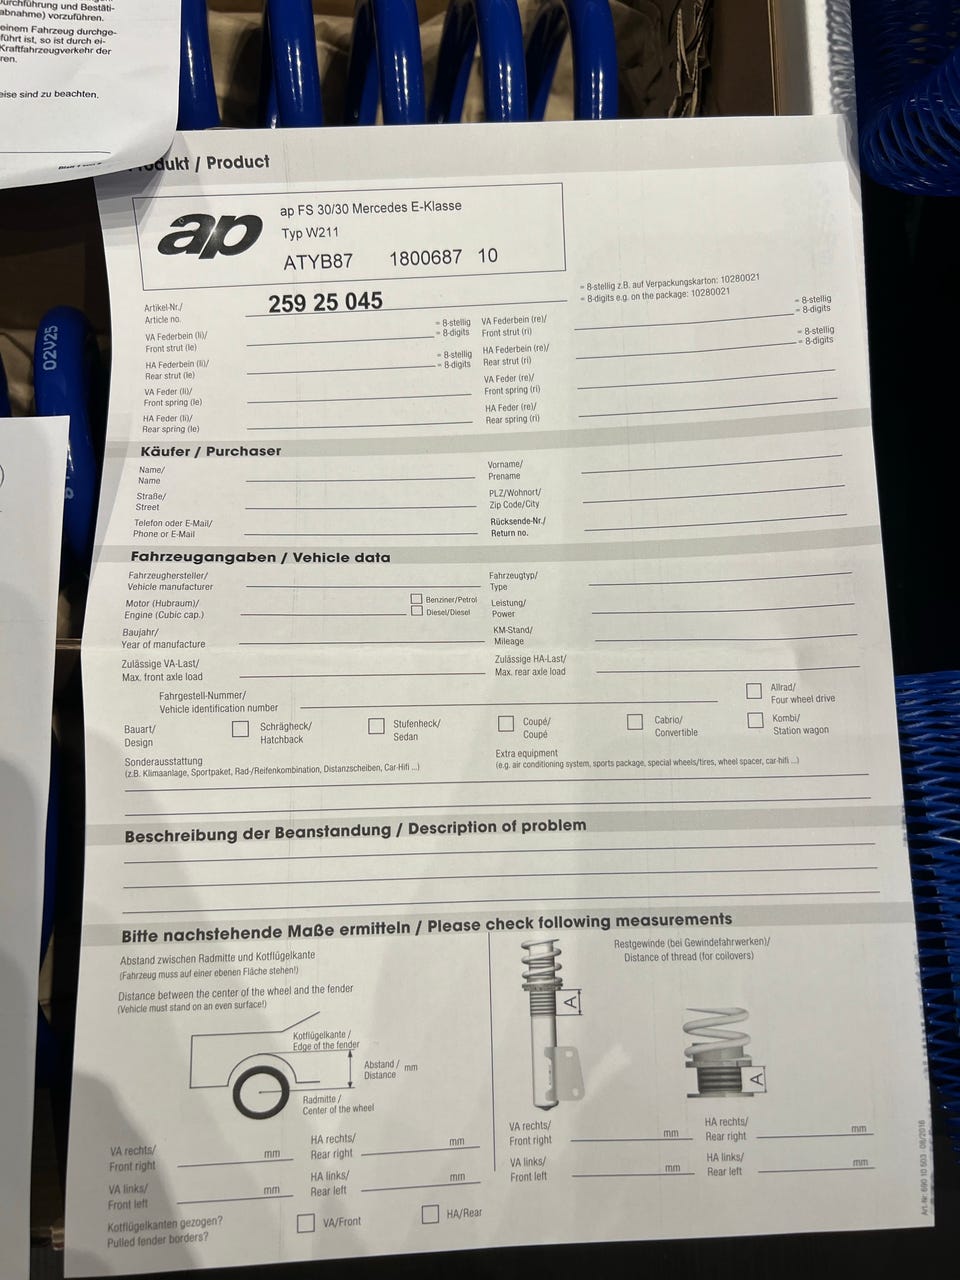 urchführung und Bestäti-
abnahme) vorzuführen.
einem Fahrzeug durchge-
führt ist, so ist durch ei-
Kraftfahrzeugverkehr der
ren.
eise sind zu beachten.
02V25
Produkt / Product
ap
ap FS 30/30 Mercedes E-Klasse
Typ W211
ATYB87 1800687 10
Artikel-Nr./
Article no.
259 25 045
= 8-stellig z.B. auf Verpackungskarton: 10280021
= 8-digits e.g. on the package: 10280021
VA Federbein (li)/
Front strut (le)
= 8-stellig
= 8-digits
VA Federbein (re)/
Front strut (ri)
= 8-stellig
= 8-digits
HA Federbein (li)/
Rear strut (le)
= 8-stellig
= 8-digits
HA Federbein (re)/
Rear strut (ri)
= 8-stellig
= 8-digits
VA Feder (li)/
Front spring (le)
VA Feder (re)/
Front spring (ri)
HA Feder (li)/
Rear spring (le)
HA Feder (re)/
Rear spring (ri)
Käufer / Purchaser
Name/
Name
Vorname/
Prename
Straße/
Street
PLZ/Wohnort/
Zip Code/City
Telefon oder E-Mail/
Phone or E-Mail
Rücksende-Nr./
Return no.
Fahrzeugangaben / Vehicle data
Fahrzeughersteller/
Vehicle manufacturer
Fahrzeugtyp/
Type
Motor (Hubraum)/
Engine (Cubic cap.)
Benziner/Petrol
Diesel/Diesel
Leistung/
Power
Baujahr/
Year of manufacture
KM-Stand/
Mileage
Zulässige VA-Last/
Max. front axle load
Zulässige HA-Last/
Max. rear axle load
Fahrgestell-Nummer/
Vehicle identification number
Allrad/
Four wheel drive
Bauart/
Design
Schrägheck/
Hatchback
Stufenheck/
Sedan
Coupé/
Coupé
Cabrio/
Convertible
Kombi/
Station wagon
Sonderausstattung
(z.B. Klimaanlage, Sportpaket, Rad-/Reifenkombination, Distanzscheiben, Car-Hifi ...)
Extra equipment
(e.g. air conditioning system, sports package, special wheels/tires, wheel spacer, car-hifi ...)
Beschreibung der Beanstandung / Description of problem
Bitte nachstehende Maße ermitteln / Please check following measurements
Abstand zwischen Radmitte und Kotflügelkante
(Fahrzeug muss auf einer ebenen Fläche stehen!)
Distance between the center of the wheel and the fender
(Vehicle must stand on an even surface!)
Kotflügelkante /
Edge of the fender
Abstand /
Distance
mm
Radmitte /
Center of the wheel
Restgewinde (bei Gewindefahrwerken)/
Distance of thread (for coilovers)
A
A
VA rechts/
Front right
mm
HA rechts/
Rear right
mm
VA links/
Front left
mm
HA links/
Rear left
mm
VA rechts/
Front right
mm
HA rechts/
Rear right
mm
VA links/
Front left
mm
HA links/
Rear left
mm
Kotflügelkanten gezogen?
Pulled fender borders?
VA/Front
HA/Rear
Art.-Nr. 690 10 503 - 08/2016